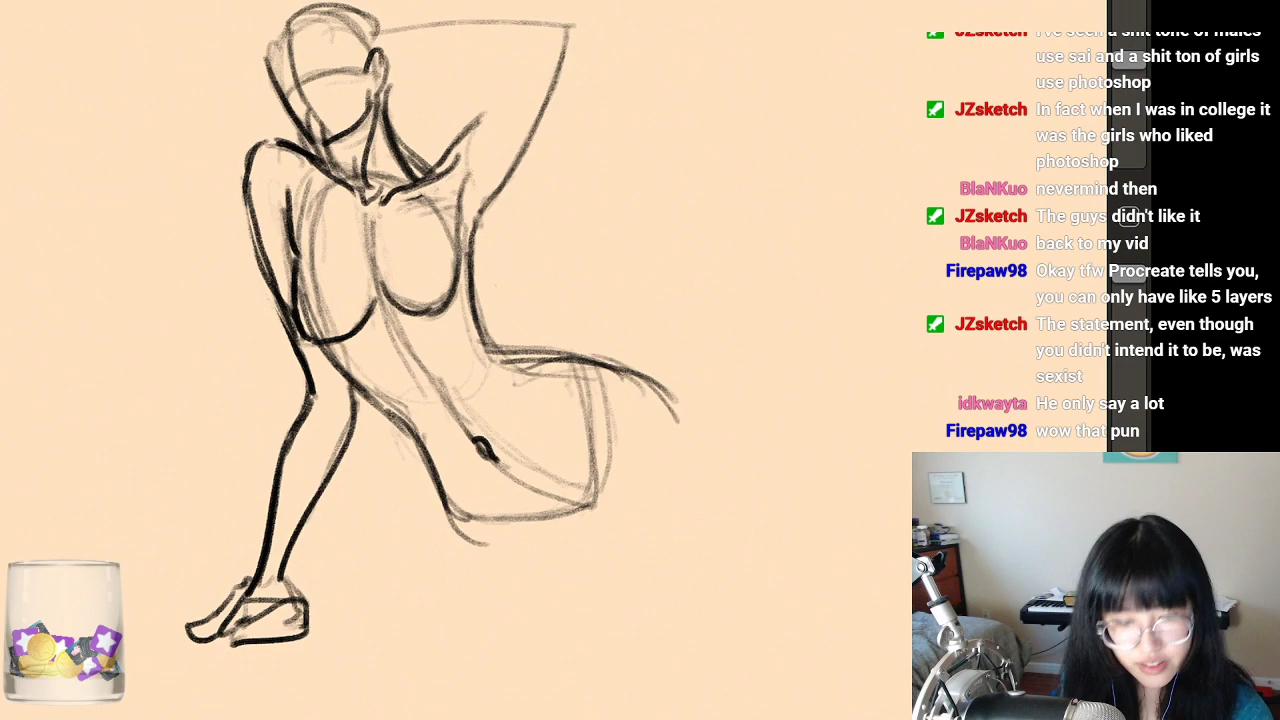 JZsketch I've seen a shit tone of males
use sai and a shit ton of girls
use photoshop
JZsketch In fact when I was in college it
was the girls who liked
photoshop
BlaNKuo nevermind then
JZsketch The guys didn't like it
BlaNKuo back to my vid
Firepaw98 Okay tfw Procreate tells you,
you can only have like 5 layers
JZsketch The statement, even though
you didn't intend it to be, was
sexist
idkwayta He only say a lot
Firepaw98 wow that pun